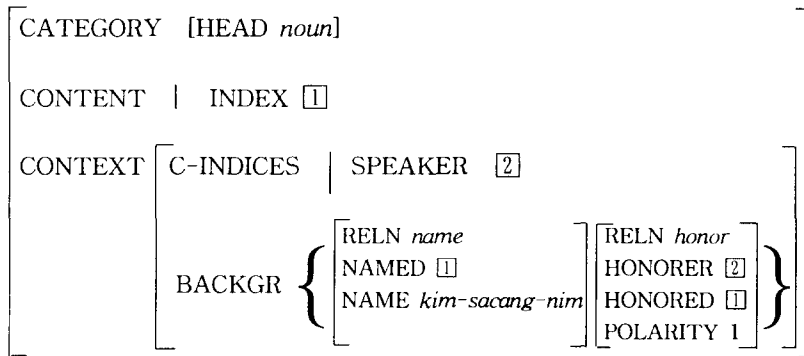 CATEGORY [HEAD noun]
CONTENT | INDEX [1]
CONTEXT C-INDICES | SPEAKER [2]
BACKGR { RELN name RELN honor
NAMED [1] HONORER [2]
NAME kim-sacang-nim HONORED [1]
POLARITY 1 }